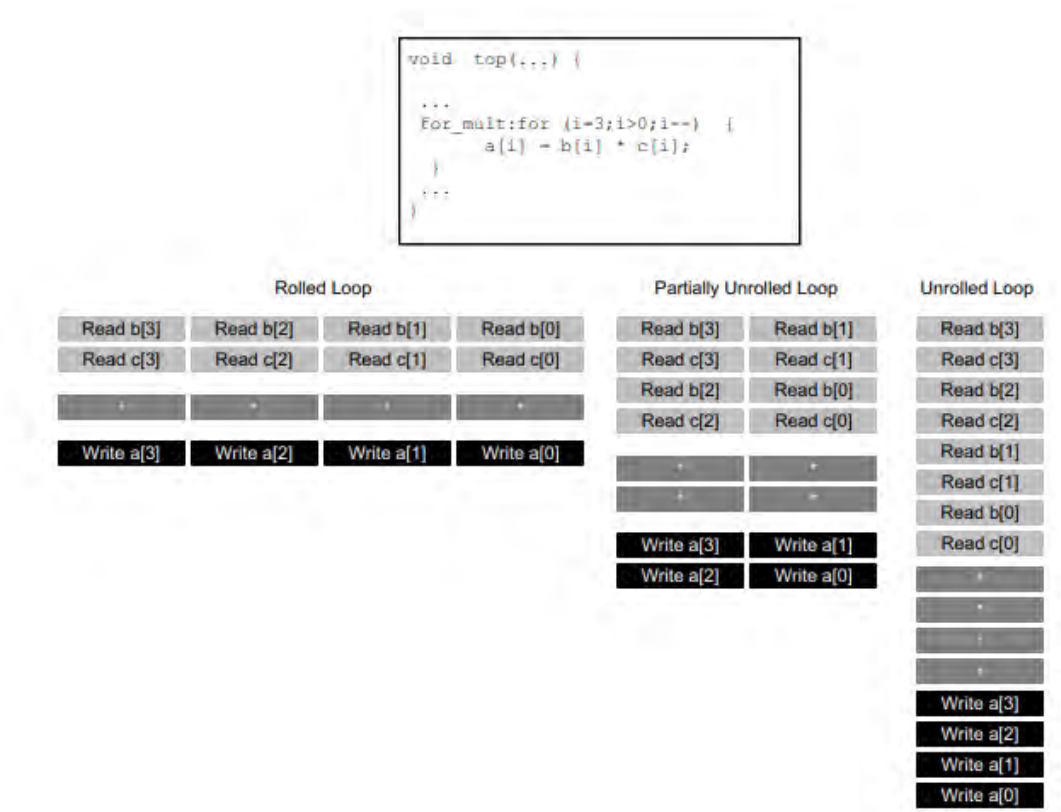 void top(...) {
...
for_mult:for (i=3;i>0;i--) {
a[i] = b[i] * c[i];
}
...
}
Rolled Loop Partially Unrolled Loop Unrolled Loop
Read b[3] Read b[2] Read b[1] Read b[0] Read b[3] Read b[1] Read b[3]
Read c[3] Read c[2] Read c[1] Read c[0] Read c[3] Read c[1] Read c[3]
Read b[2] Read b[0] Read b[2]
Read c[2] Read c[0] Read c[2]
Write a[3] Write a[2] Write a[1] Write a[0] Read b[1]
Read c[1]
Read b[0]
Write a[3] Write a[1] Read c[0]
Write a[2] Write a[0]
Write a[3]
Write a[2]
Write a[1]
Write a[0]